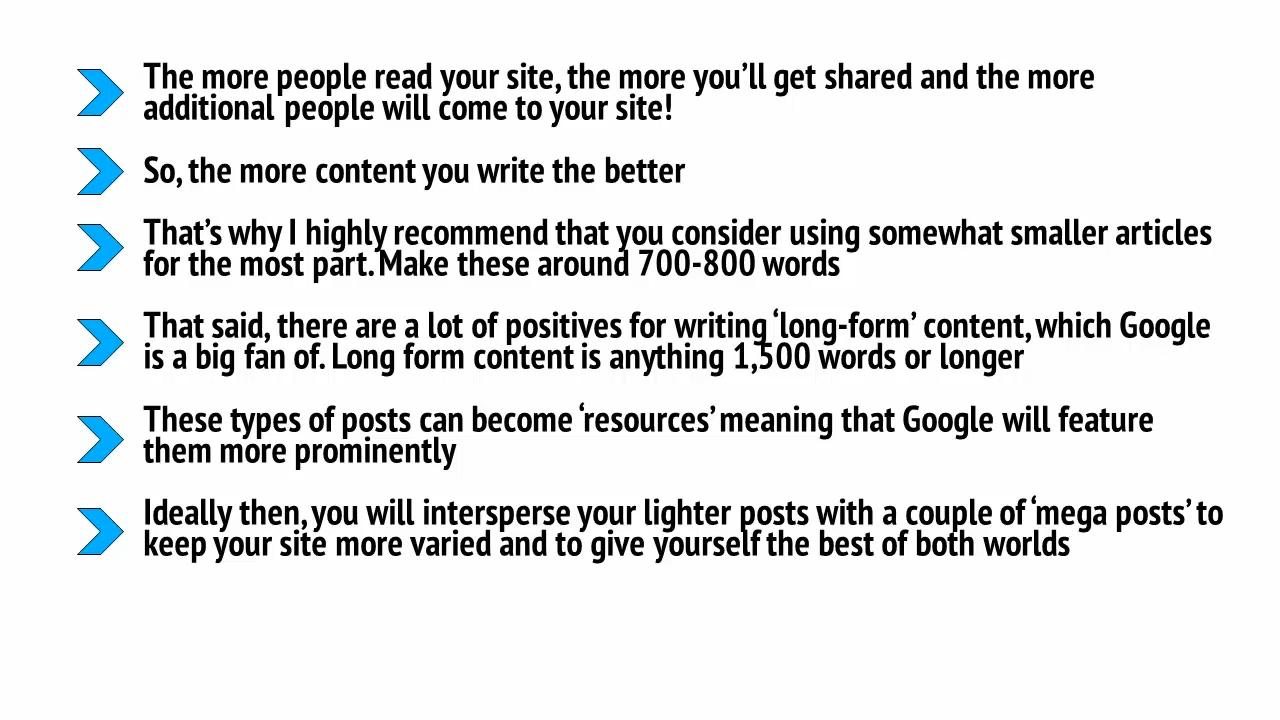 The more people read your site, the more you’ll get shared and the more
additional people will come to your site!
So, the more content you write the better
That’s why I highly recommend that you consider using somewhat smaller articles
for the most part. Make these around 700-800 words
That said, there are a lot of positives for writing ‘long-form’ content, which Google
is a big fan of. Long form content is anything 1,500 words or longer
These types of posts can become ‘resources’ meaning that Google will feature
them more prominently
Ideally then, you will intersperse your lighter posts with a couple of ‘mega posts’ to
keep your site more varied and to give yourself the best of both worlds